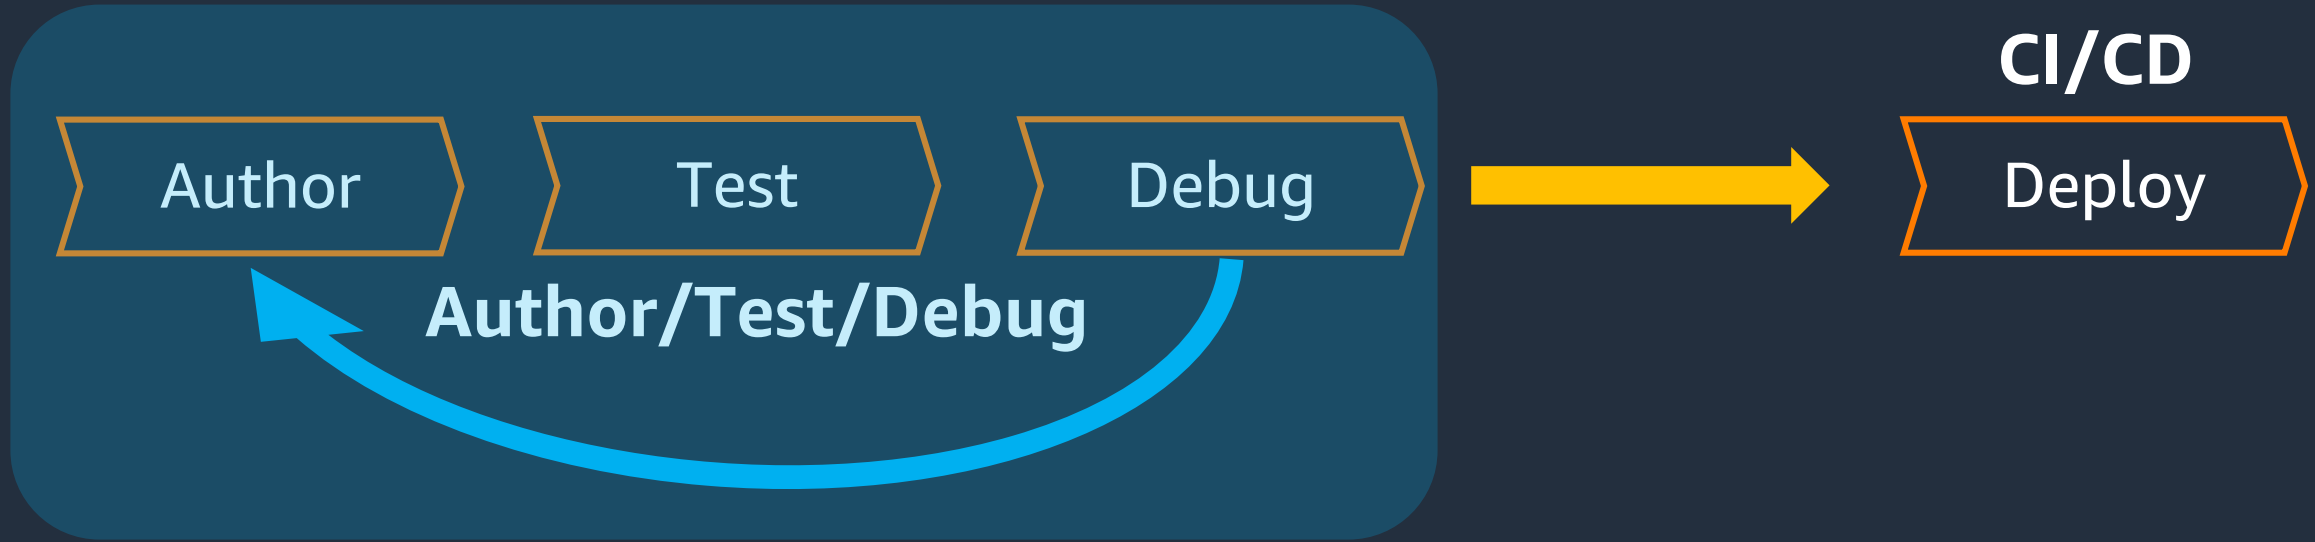 CI/CD
Author
Test
Debug
Deploy
Author/Test/Debug